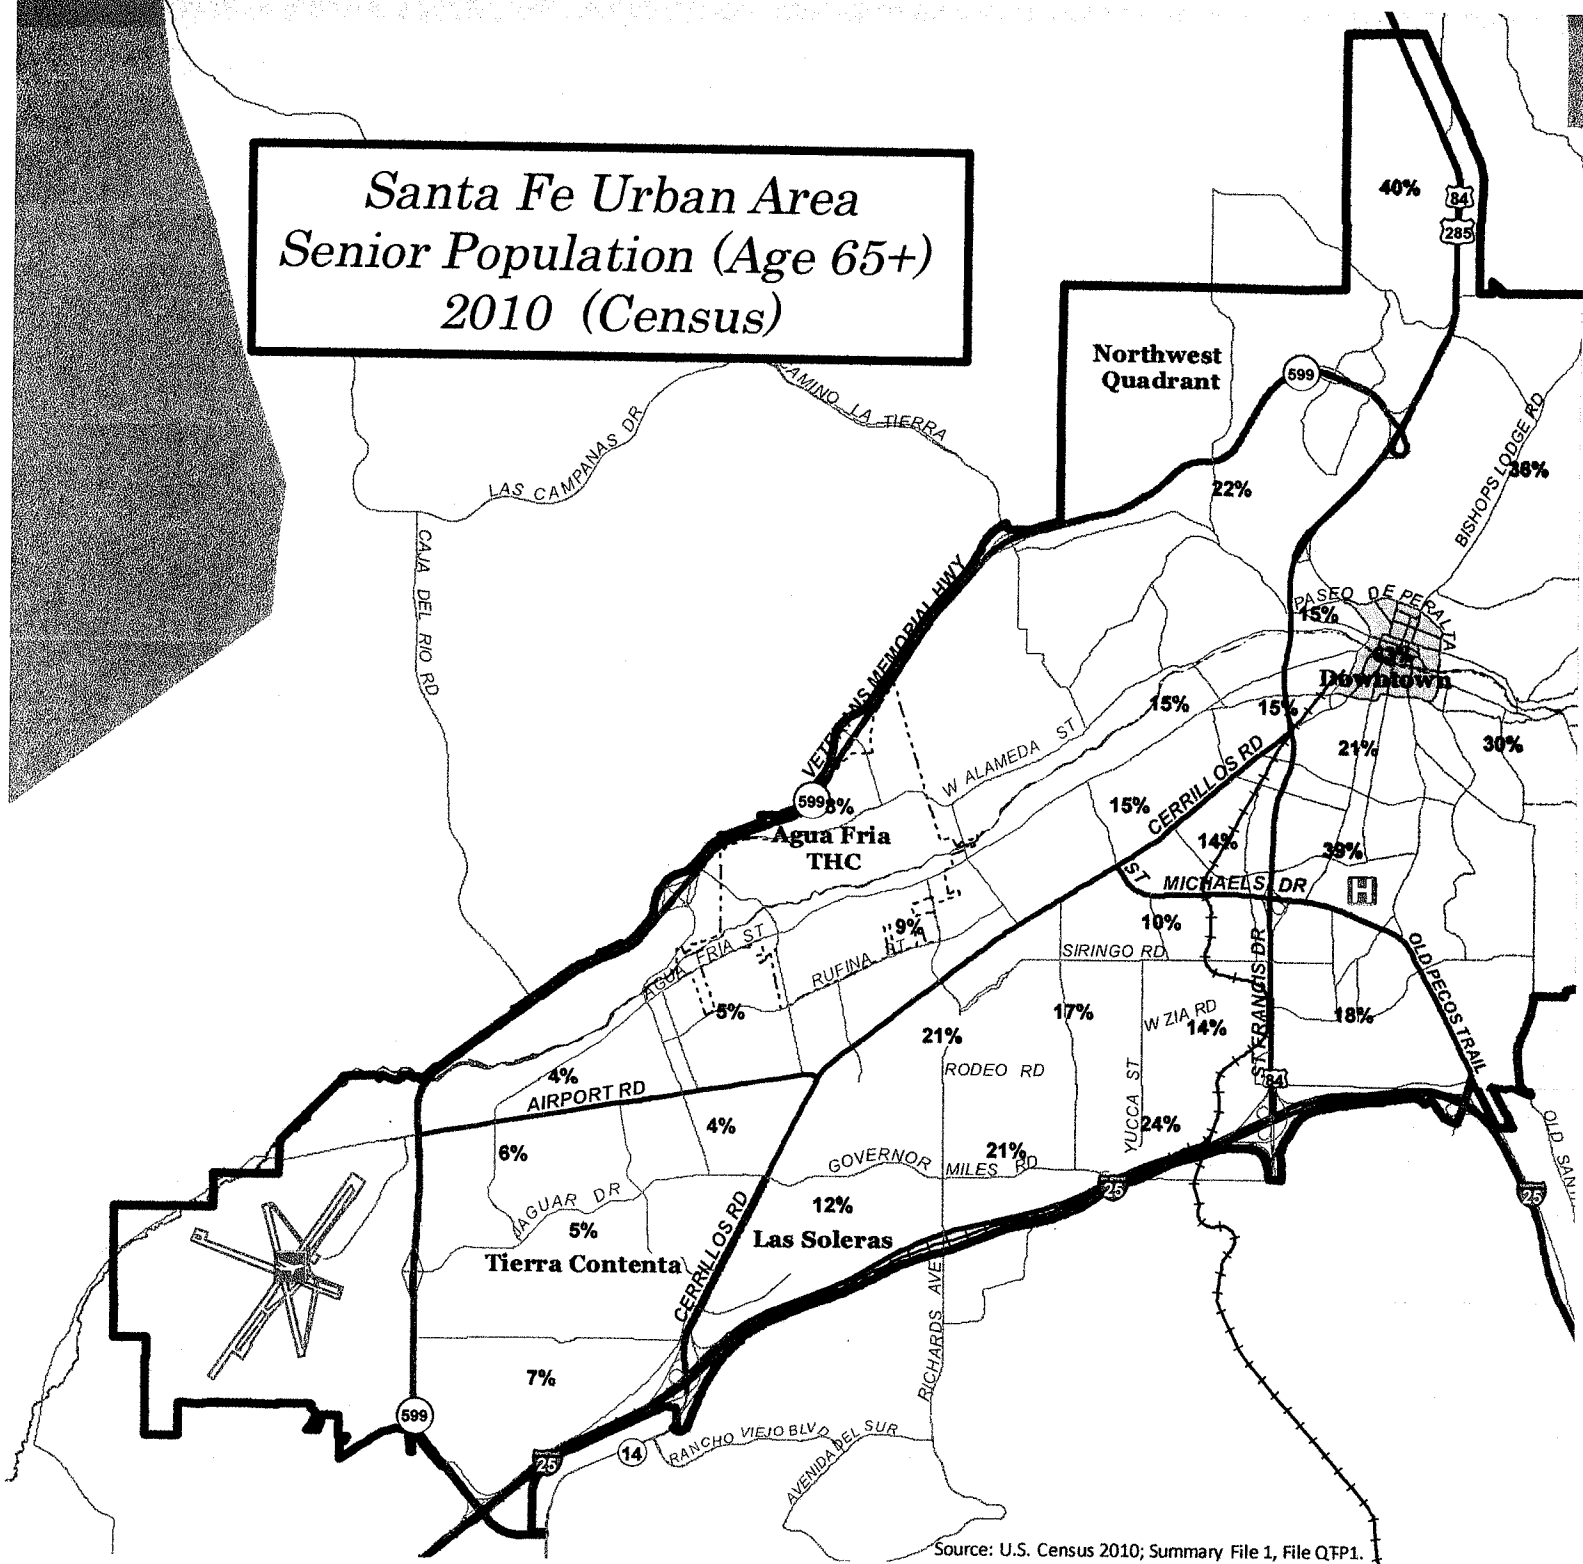 Santa Fe Urban Area
Senior Population (Age 65+)
2010 (Census)
40%
84
285
Northwest
Quadrant
599
CAMINO LA TIERRA
LAS CAMPANAS DR
BISHOPS LODGE RD
36%
22%
CAJA DEL RIO RD
VETERANS MEMORIAL HWY
PASEO DE PERALTA
15%
Downtown
15%
15%
W ALAMEDA ST
21%
30%
CERRILLOS RD
599
8%
15%
Agua Fria
THC
14%
39%
ST MICHAELS DR
H
10%
9%
AGUA FRIA ST
RUFINA ST
SIRINGO RD
ST FRANCIS DR
OLD PECOS TRAIL
5%
17%
W ZIA RD
14%
18%
21%
4%
RODEO RD
84
AIRPORT RD
YUCCA ST
4%
24%
6%
21%
GOVERNOR MILES RD
OLD
25
25
JAGUAR DR
12%
5%
Las Soleras
Tierra Contenta
CERRILLOS RD
RICHARDS AVE
7%
599
14
RANCHO VIEJO BLVD
AVENIDA DEL SUR
25
Source: U.S. Census 2010; Summary File 1, File QT-P1.